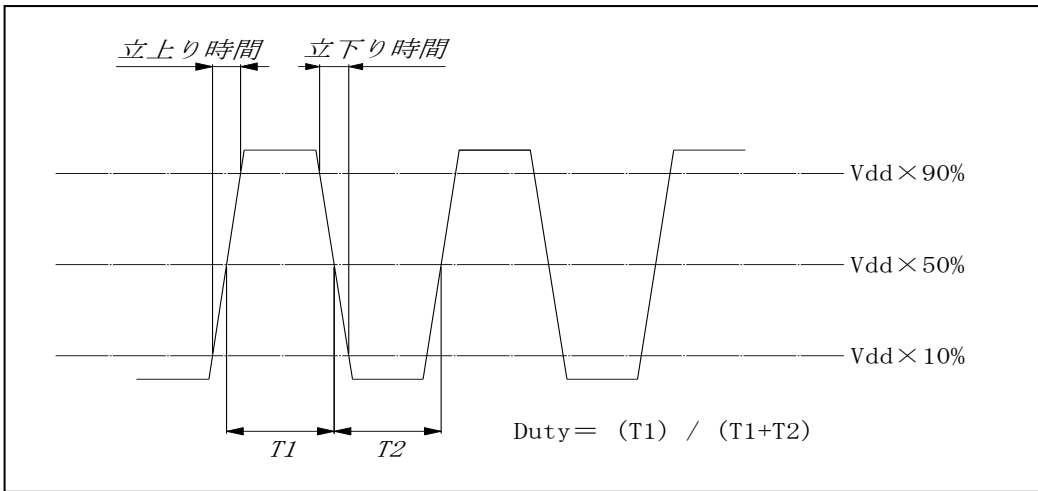 立上り時間
立下り時間
Vdd×90%
Vdd×50%
Vdd×10%
T1
T2
Duty＝ (T1) / (T1+T2)